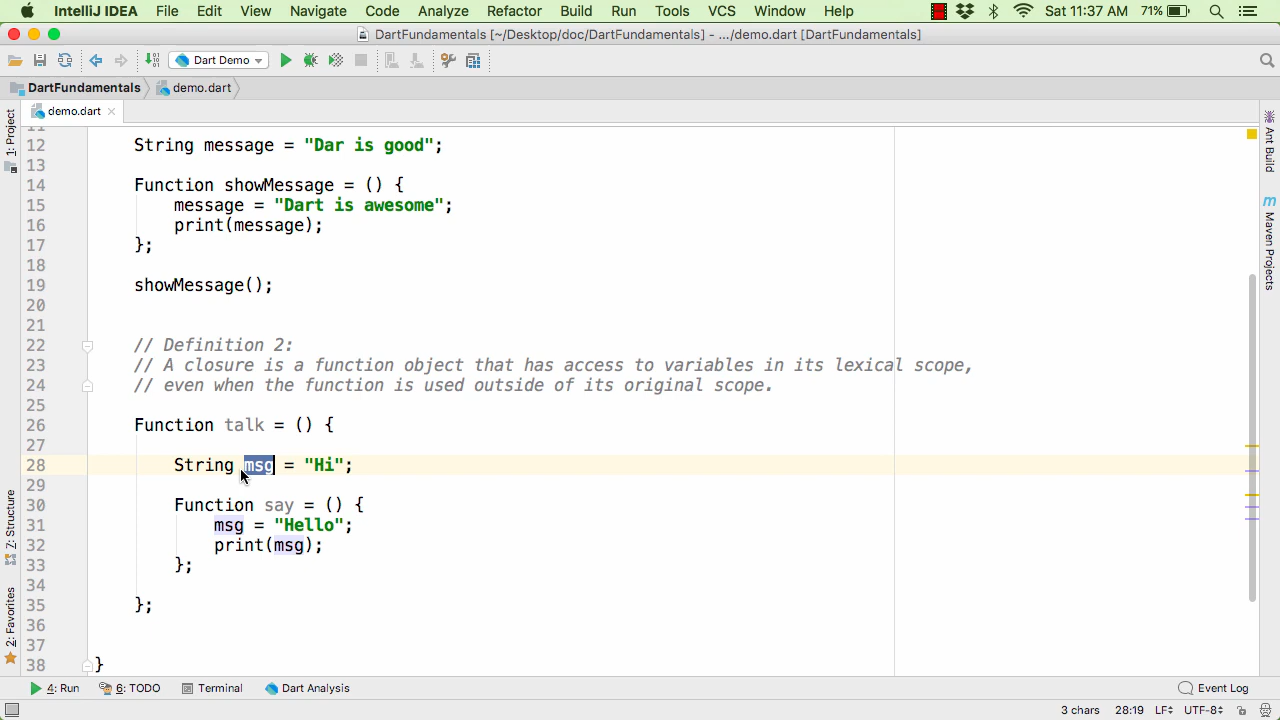 IntelliJ IDEA File Edit View Navigate Code Analyze Refactor Build Run Tools VCS Window Help Sat 11:37 AM 71%
DartFundamentals [~/Desktop/doc/DartFundamentals] - .../demo.dart [DartFundamentals]
Dart Demo
DartFundamentals demo.dart
demo.dart
1: Project
Z: Structure
2: Favorites
11
12 String message = "Dar is good";
13
14 Function showMessage = () {
15 message = "Dart is awesome";
16 print(message);
17 };
18
19 showMessage();
20
21
22 // Definition 2:
23 // A closure is a function object that has access to variables in its lexical scope,
24 // even when the function is used outside of its original scope.
25
26 Function talk = () {
27
28 String msg = "Hi";
29
30 Function say = () {
31 msg = "Hello";
32 print(msg);
33 };
34
35 };
36
37
38 }
Ant Build
m Maven Projects
4: Run 6: TODO Terminal Dart Analysis Event Log
3 chars 28:19 LF÷ UTF-8÷